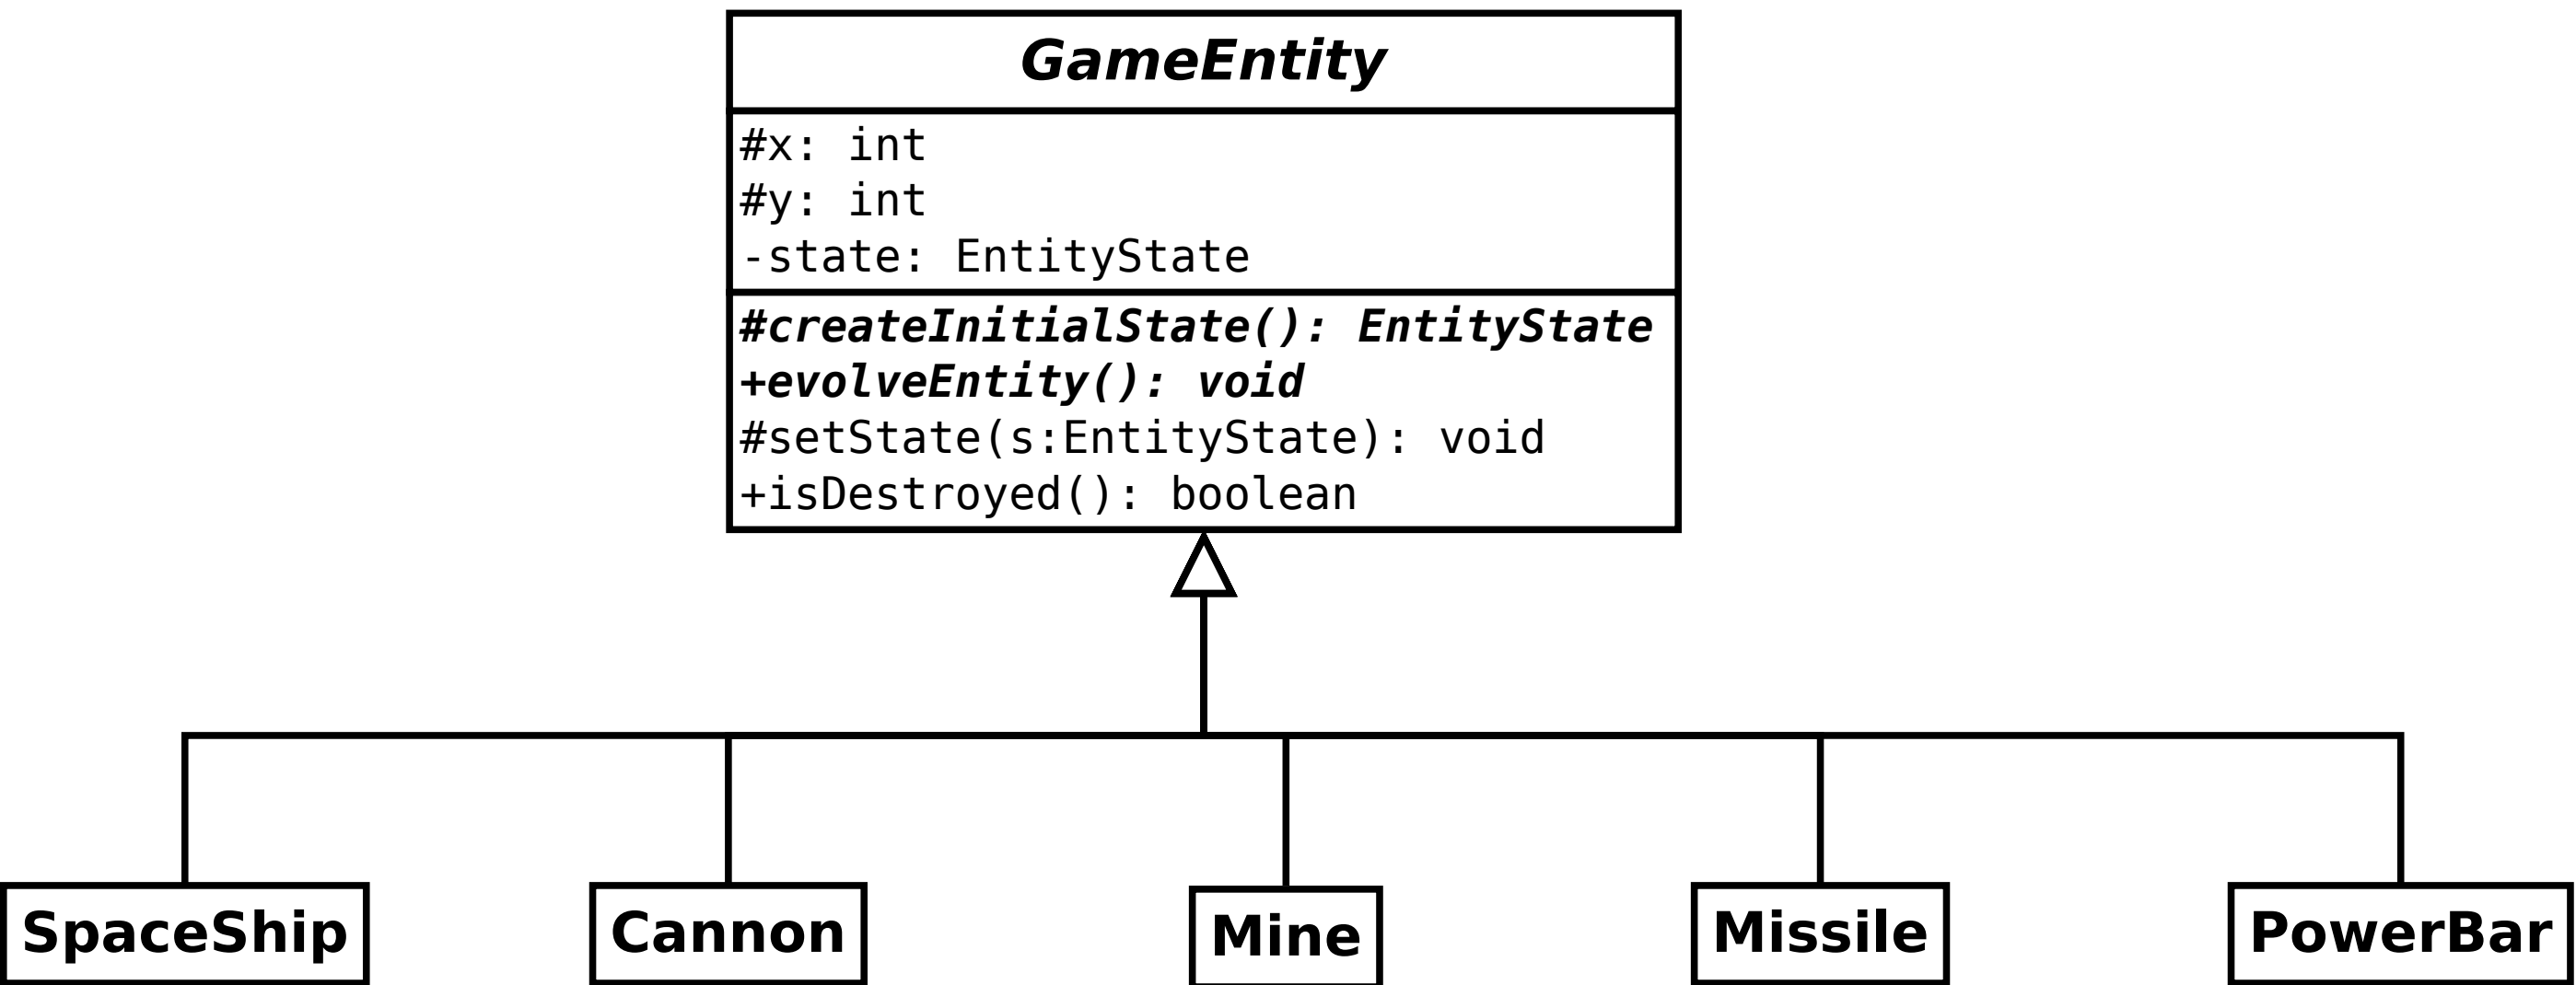 GameEntity
#x: int
#y: int
-state: EntityState
#createInitialState(): EntityState
+evolveEntity(): void
#setState(s:EntityState): void
+isDestroyed(): boolean
SpaceShip
Cannon
Mine
Missile
PowerBar